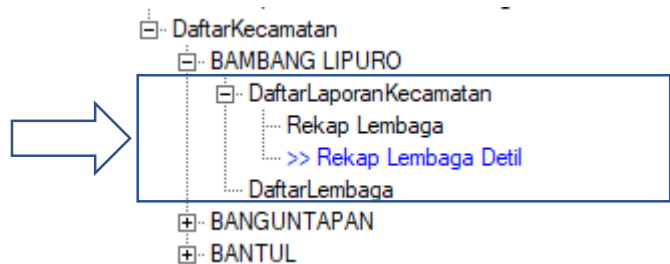 DaftarKecamatan
BAMBANG LIPURO
DaftarLaporanKecamatan
Rekap Lembaga
>> Rekap Lembaga Detil
DaftarLembaga
BANGUNTAPAN
BANTUL